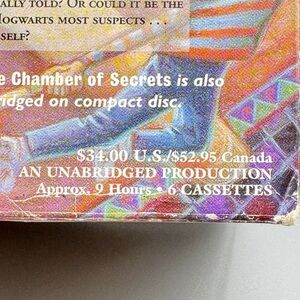 ALLY TOLD? OR COULD IT BE THE
HOGWARTS MOST SUSPECTS . . .
SELF?
e Chamber of Secrets is also
ridged on compact disc.
$34.00 U.S./$52.95 Canada
AN UNABRIDGED PRODUCTION
Approx. 9 Hours • 6 CASSETTES